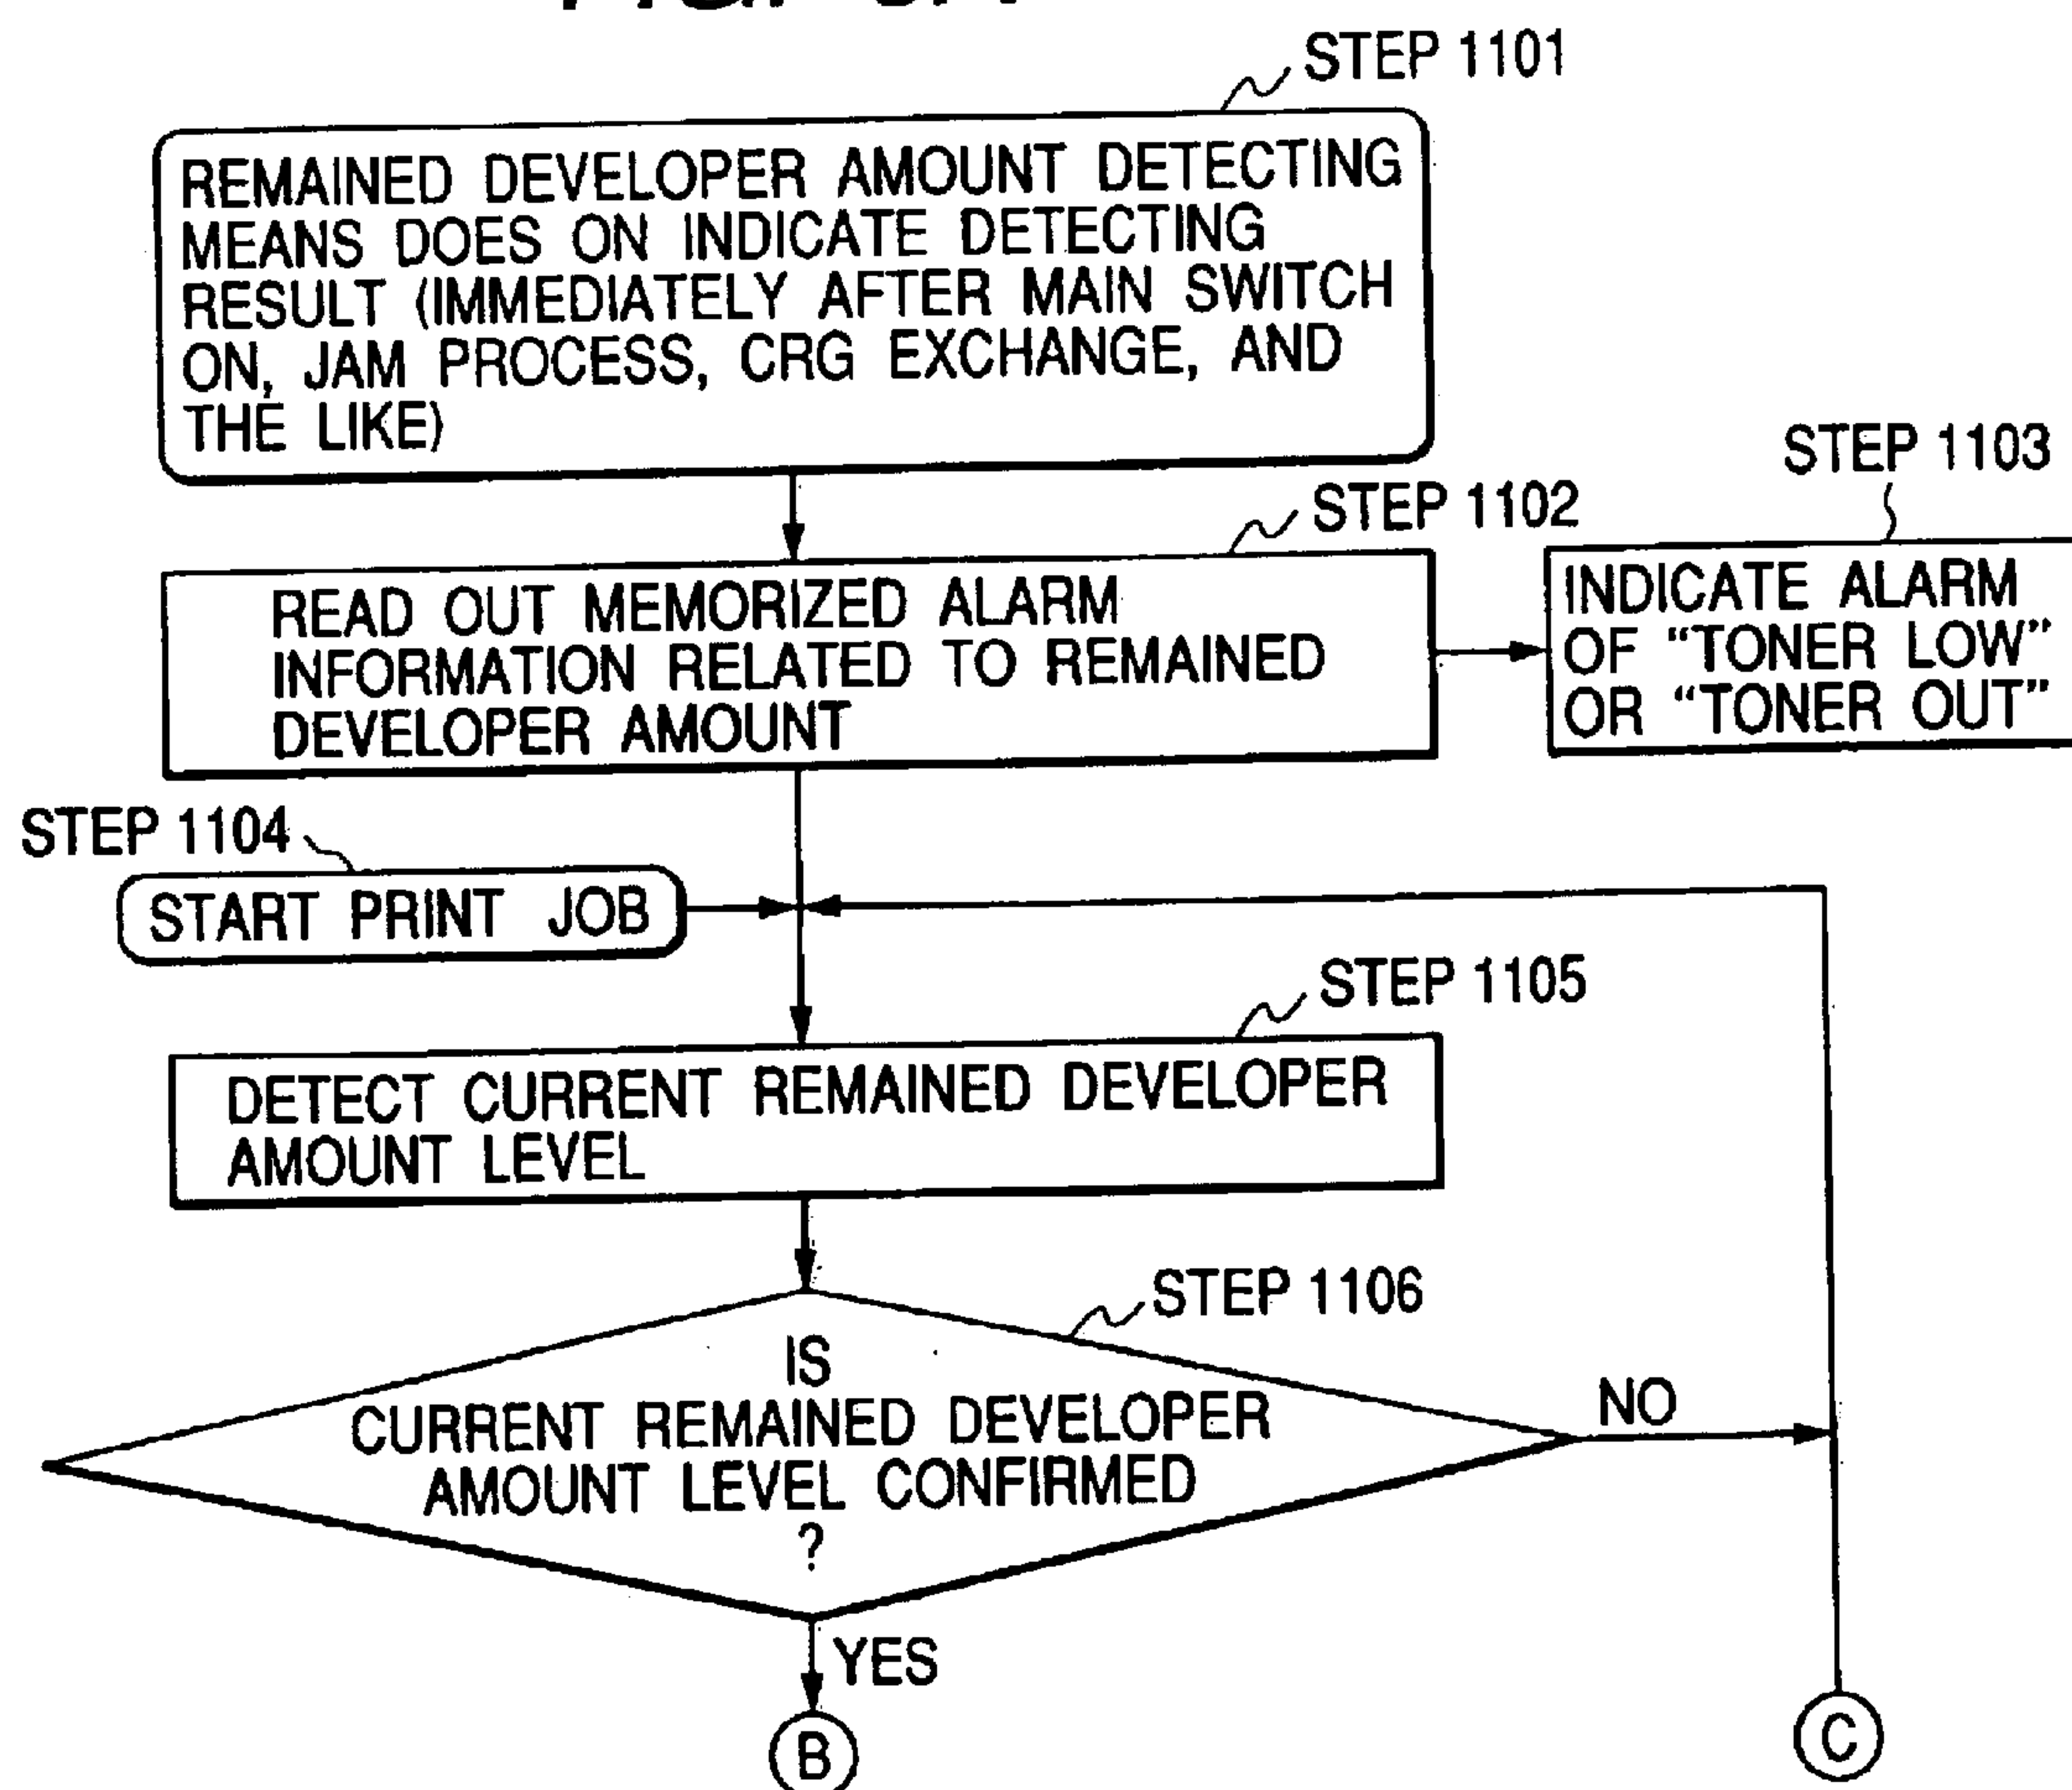 STEP 1101
REMAINED DEVELOPER AMOUNT DETECTING
MEANS DOES ON INDICATE DETECTING
RESULT (IMMEDIATELY AFTER MAIN SWITCH
ON, JAM PROCESS, CRG EXCHANGE, AND
THE LIKE)
STEP 1102
READ OUT MEMORIZED ALARM
INFORMATION RELATED TO REMAINED
DEVELOPER AMOUNT
STEP 1103
INDICATE ALARM
OF “TONER LOW”
OR “TONER OUT”
STEP 1104
START PRINT JOB
STEP 1105
DETECT CURRENT REMAINED DEVELOPER
AMOUNT LEVEL
STEP 1106
IS
CURRENT REMAINED DEVELOPER
AMOUNT LEVEL CONFIRMED
?
NO
YES
B
C